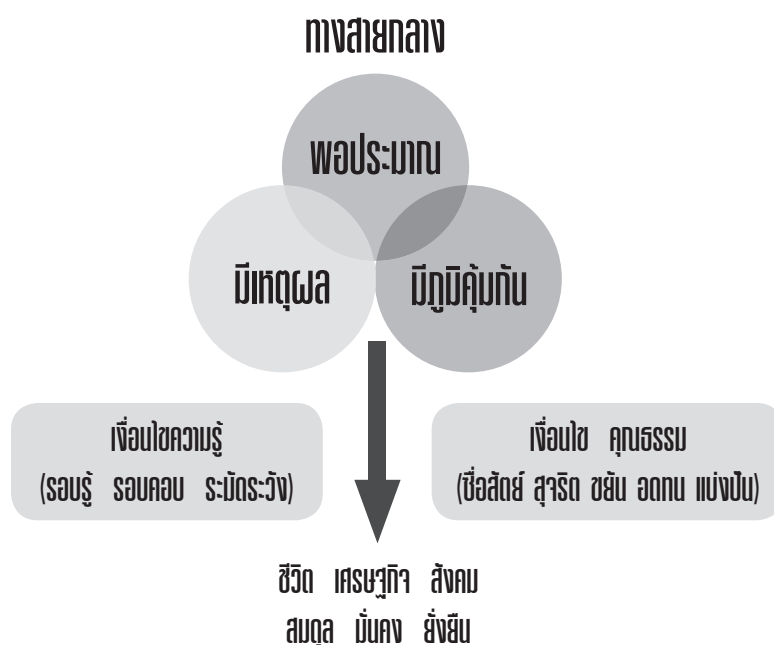 ทางสายกลาง
พอประมาณ
มีเหตุผล
มีภูมิคุ้มกัน
เงื่อนไขความรู้
(รอบรู้ รอบคอบ ระมัดระวัง)
เงื่อนไข คุณธรรม
(ซื่อสัตย์ สุจริต ขยัน อดทน แบ่งปัน)
ชีวิต เศรษฐกิจ สังคม
สมดุล มั่นคง ยั่งยืน